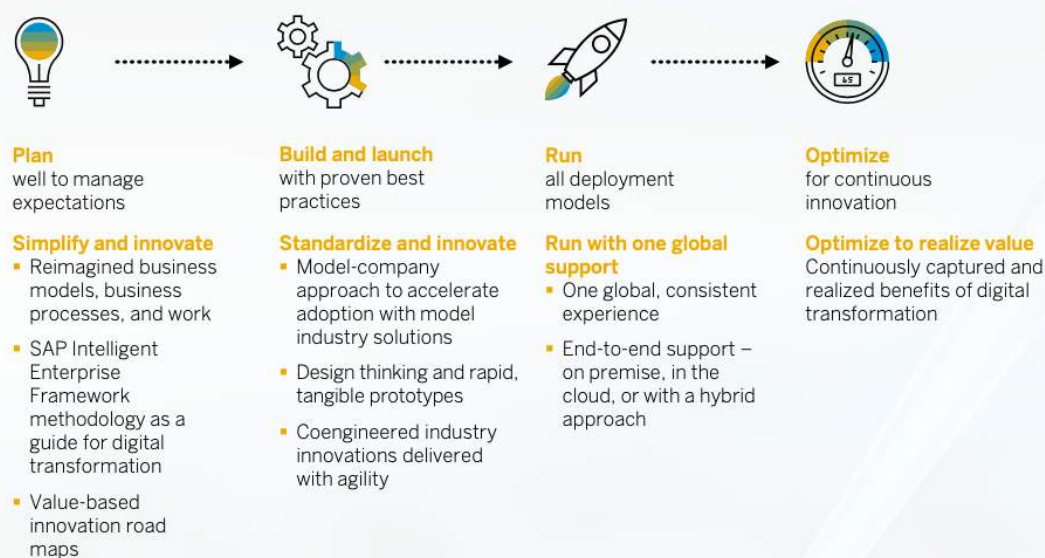 65
Plan
well to manage
expectations
Simplify and innovate
▪ Reimagined business
models, business
processes, and work
▪ SAP Intelligent
Enterprise
Framework
methodology as a
guide for digital
transformation
▪ Value-based
innovation road
maps
Build and launch
with proven best
practices
Standardize and innovate
▪ Model-company
approach to accelerate
adoption with model
industry solutions
▪ Design thinking and rapid,
tangible prototypes
▪ Coengineered industry
innovations delivered
with agility
Run
all deployment
models
Run with one global
support
▪ One global, consistent
experience
▪ End-to-end support –
on premise, in the
cloud, or with a hybrid
approach
Optimize
for continuous
innovation
Optimize to realize value
Continuously captured and
realized benefits of digital
transformation